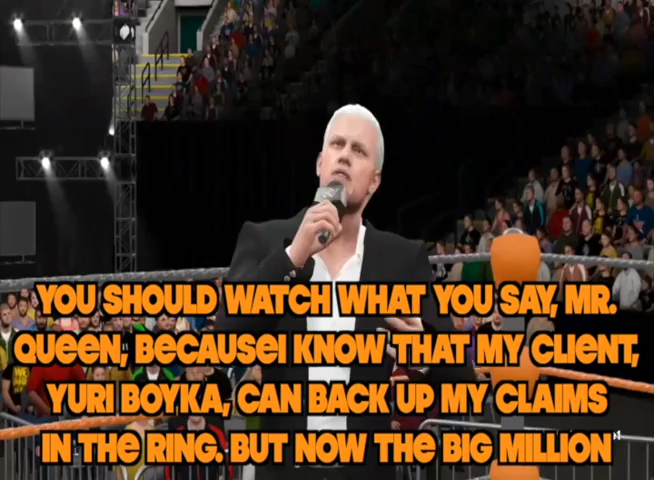 YOU SHOULD WATCH WHAT YOU SAY, MR.
QUEEN, BECAUSEI KNOW THAT MY CLIENT,
YURI BOYKA, CAN BACK UP MY CLAIMS
IN THE RING. BUT NOW THE BIG MILLION